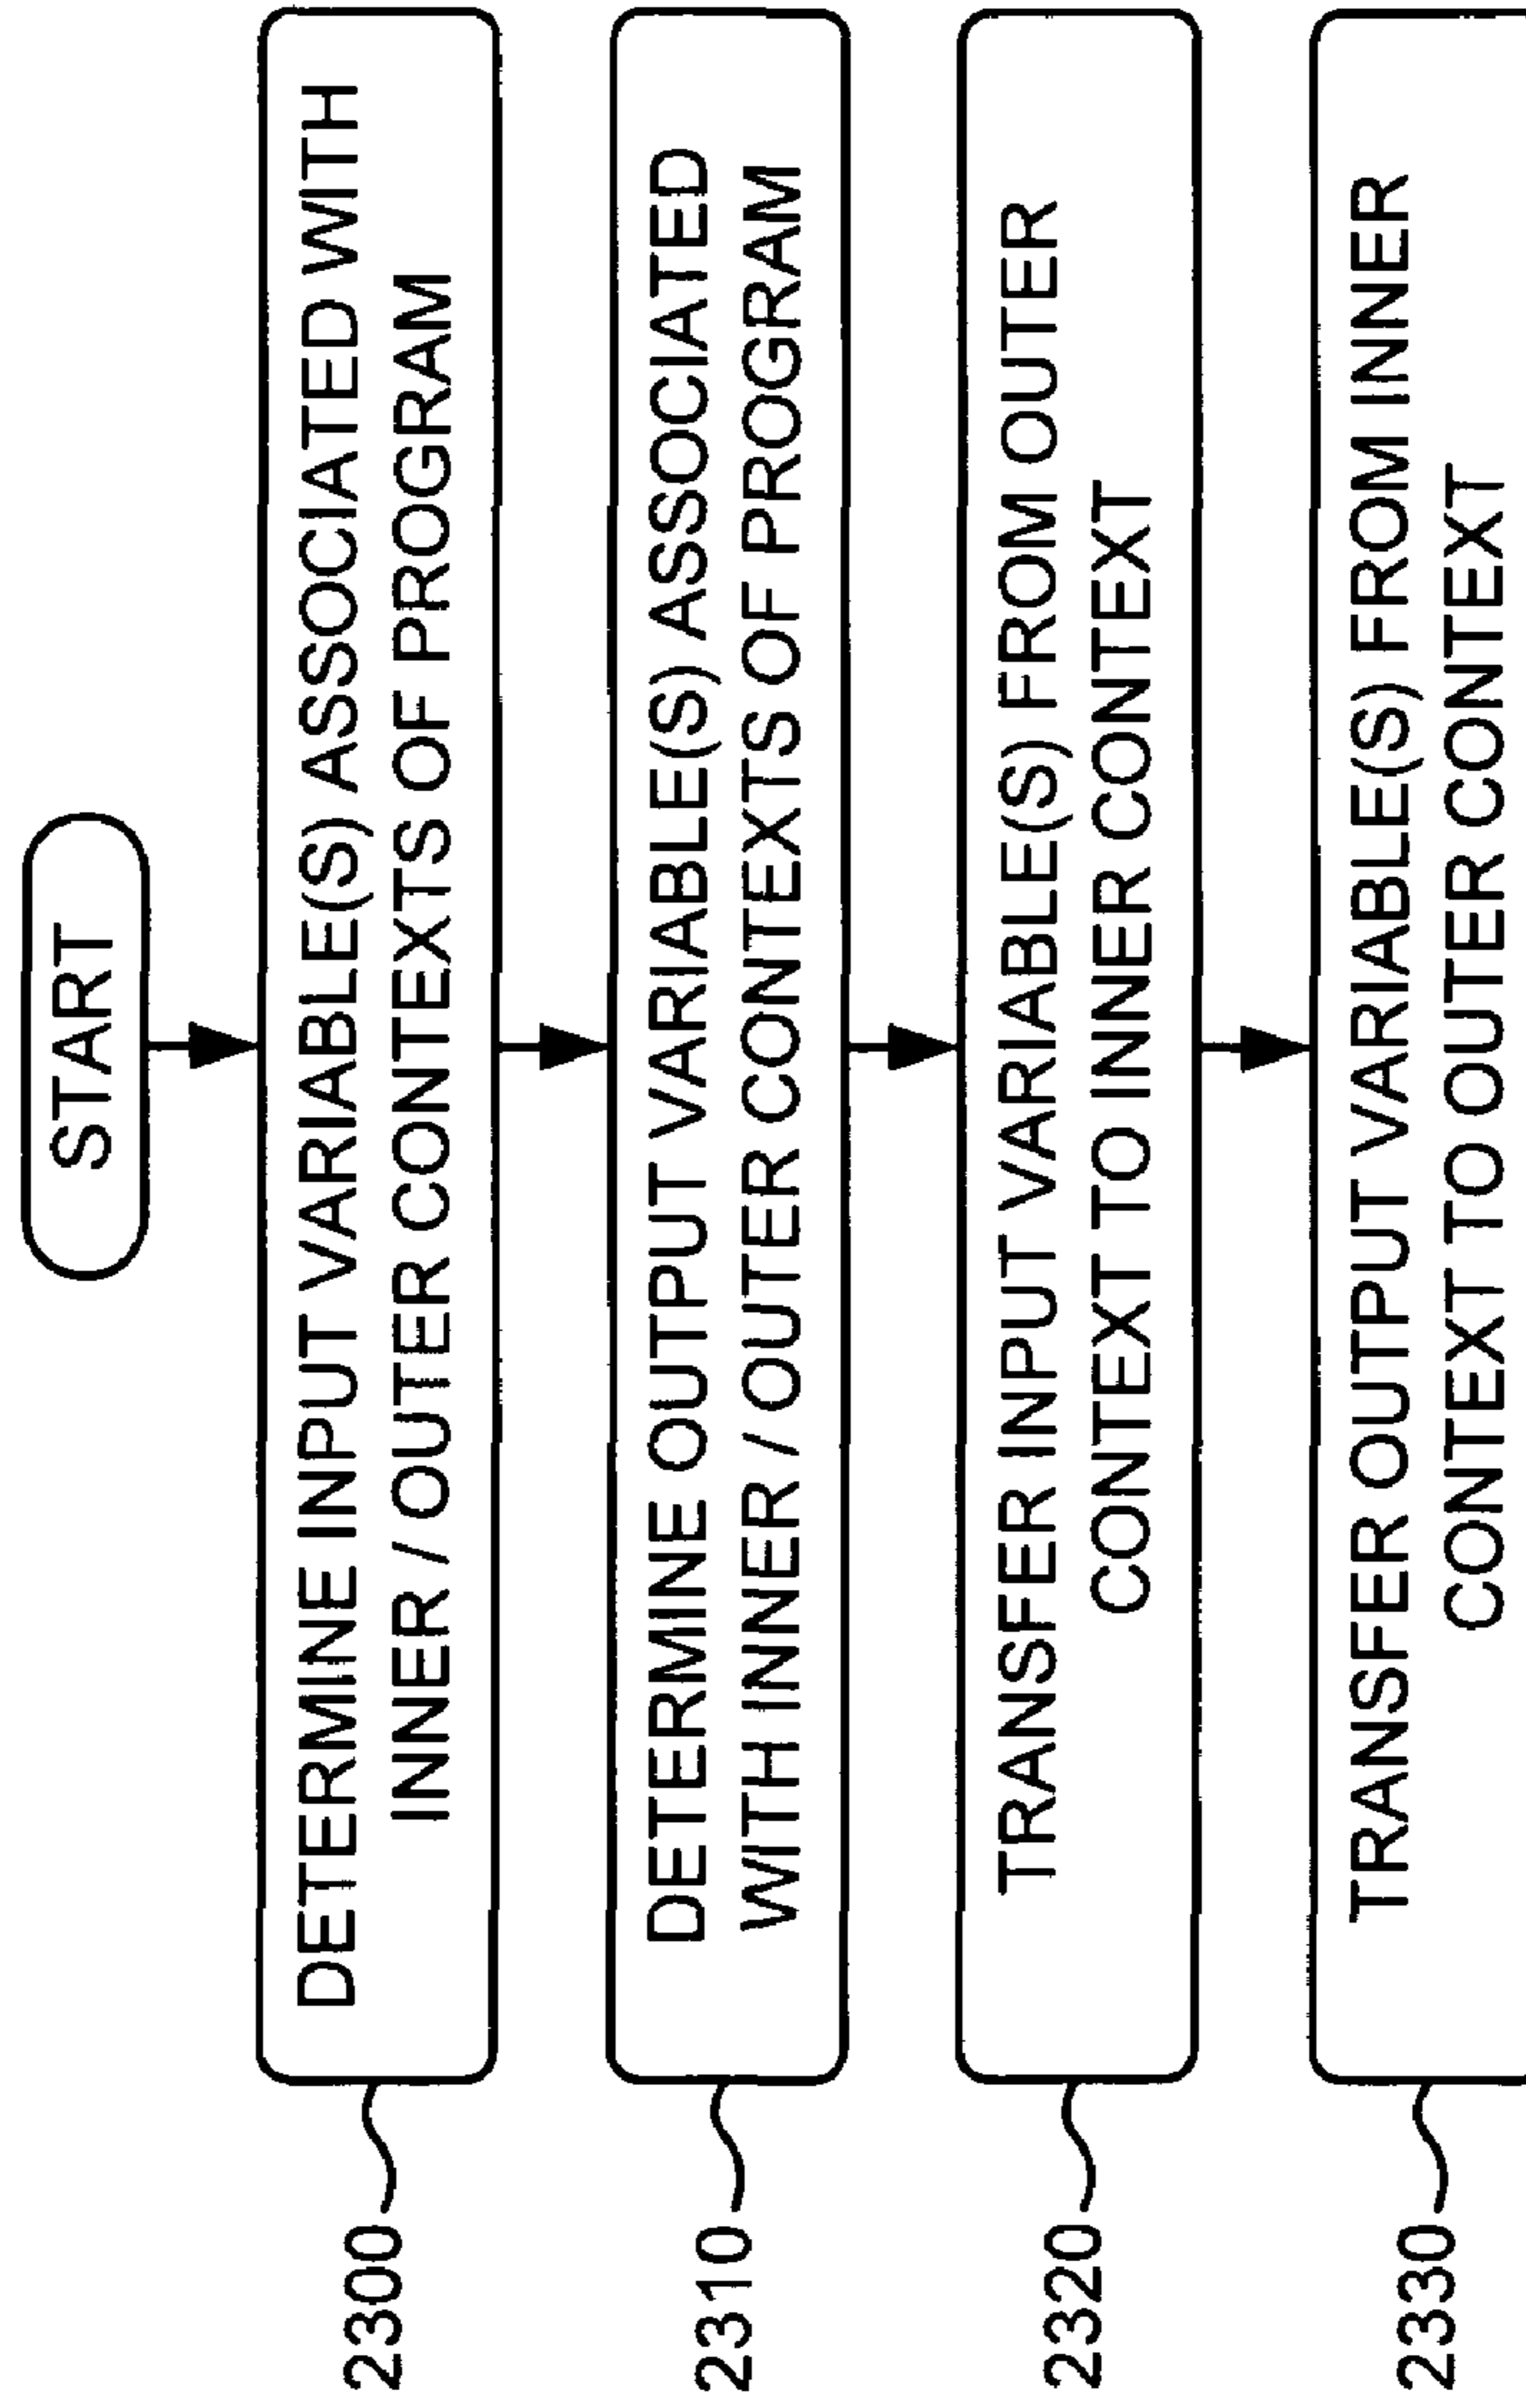 START
DETERMINE INPUT VARIABLE(S) ASSOCIATED WITH
INNER / OUTER CONTEXTS OF PROGRAM
2300
DETERMINE OUTPUT VARIABLE(S) ASSOCIATED
WITH INNER / OUTER CONTEXTS OF PROGRAM
2310
TRANSFER INPUT VARIABLE(S) FROM OUTER
CONTEXT TO INNER CONTEXT
2320
TRANSFER OUTPUT VARIABLE(S) FROM INNER
CONTEXT TO OUTER CONTEXT
2330